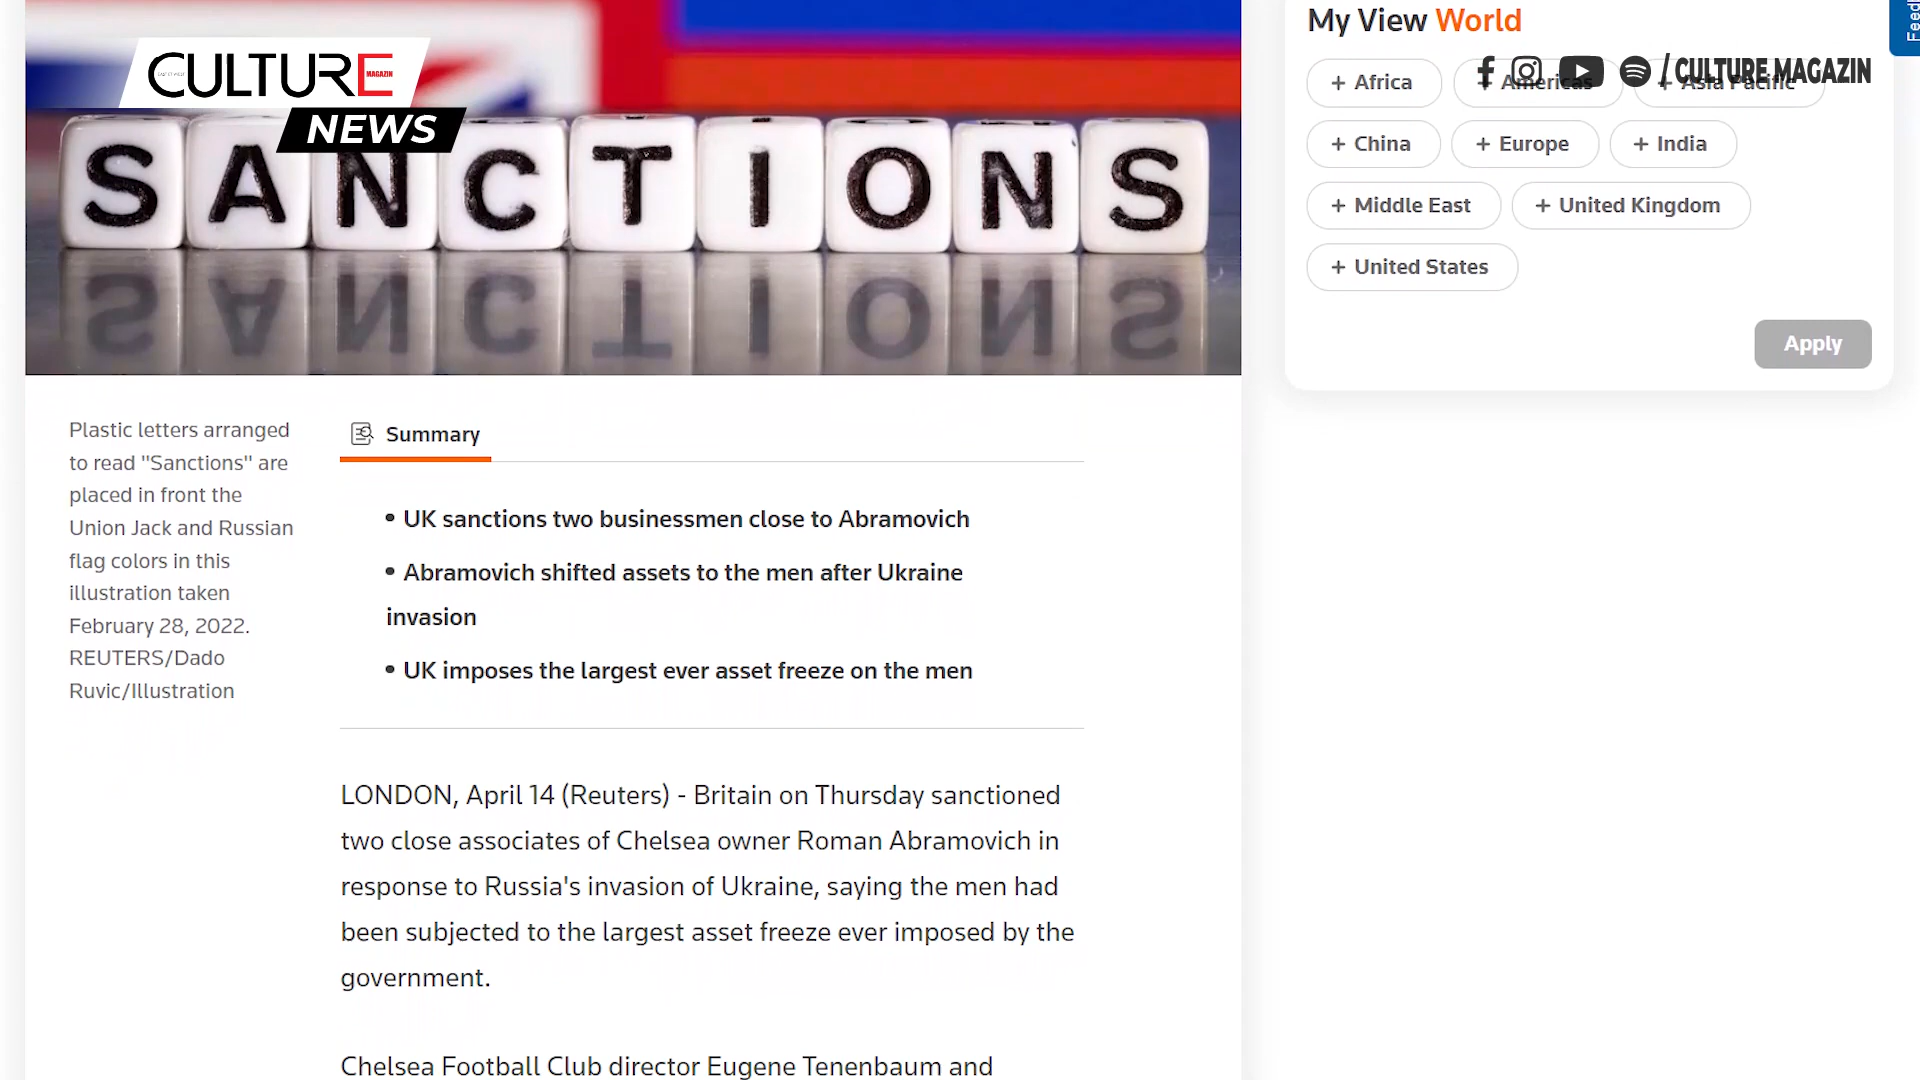 CULTURE
MAGAZIN
NEWS
SANCTIONS
My View World
/ CULTURE MAGAZIN
+ Africa
+ Americas
+ Asia Pacific
+ China
+ Europe
+ India
+ Middle East
+ United Kingdom
+ United States
Apply
Plastic letters arranged
to read "Sanctions" are
placed in front the
Union Jack and Russian
flag colors in this
illustration taken
February 28, 2022.
REUTERS/Dado
Ruvic/Illustration
Summary
• UK sanctions two businessmen close to Abramovich
• Abramovich shifted assets to the men after Ukraine
invasion
• UK imposes the largest ever asset freeze on the men
LONDON, April 14 (Reuters) - Britain on Thursday sanctioned
two close associates of Chelsea owner Roman Abramovich in
response to Russia's invasion of Ukraine, saying the men had
been subjected to the largest asset freeze ever imposed by the
government.
Chelsea Football Club director Eugene Tenenbaum and